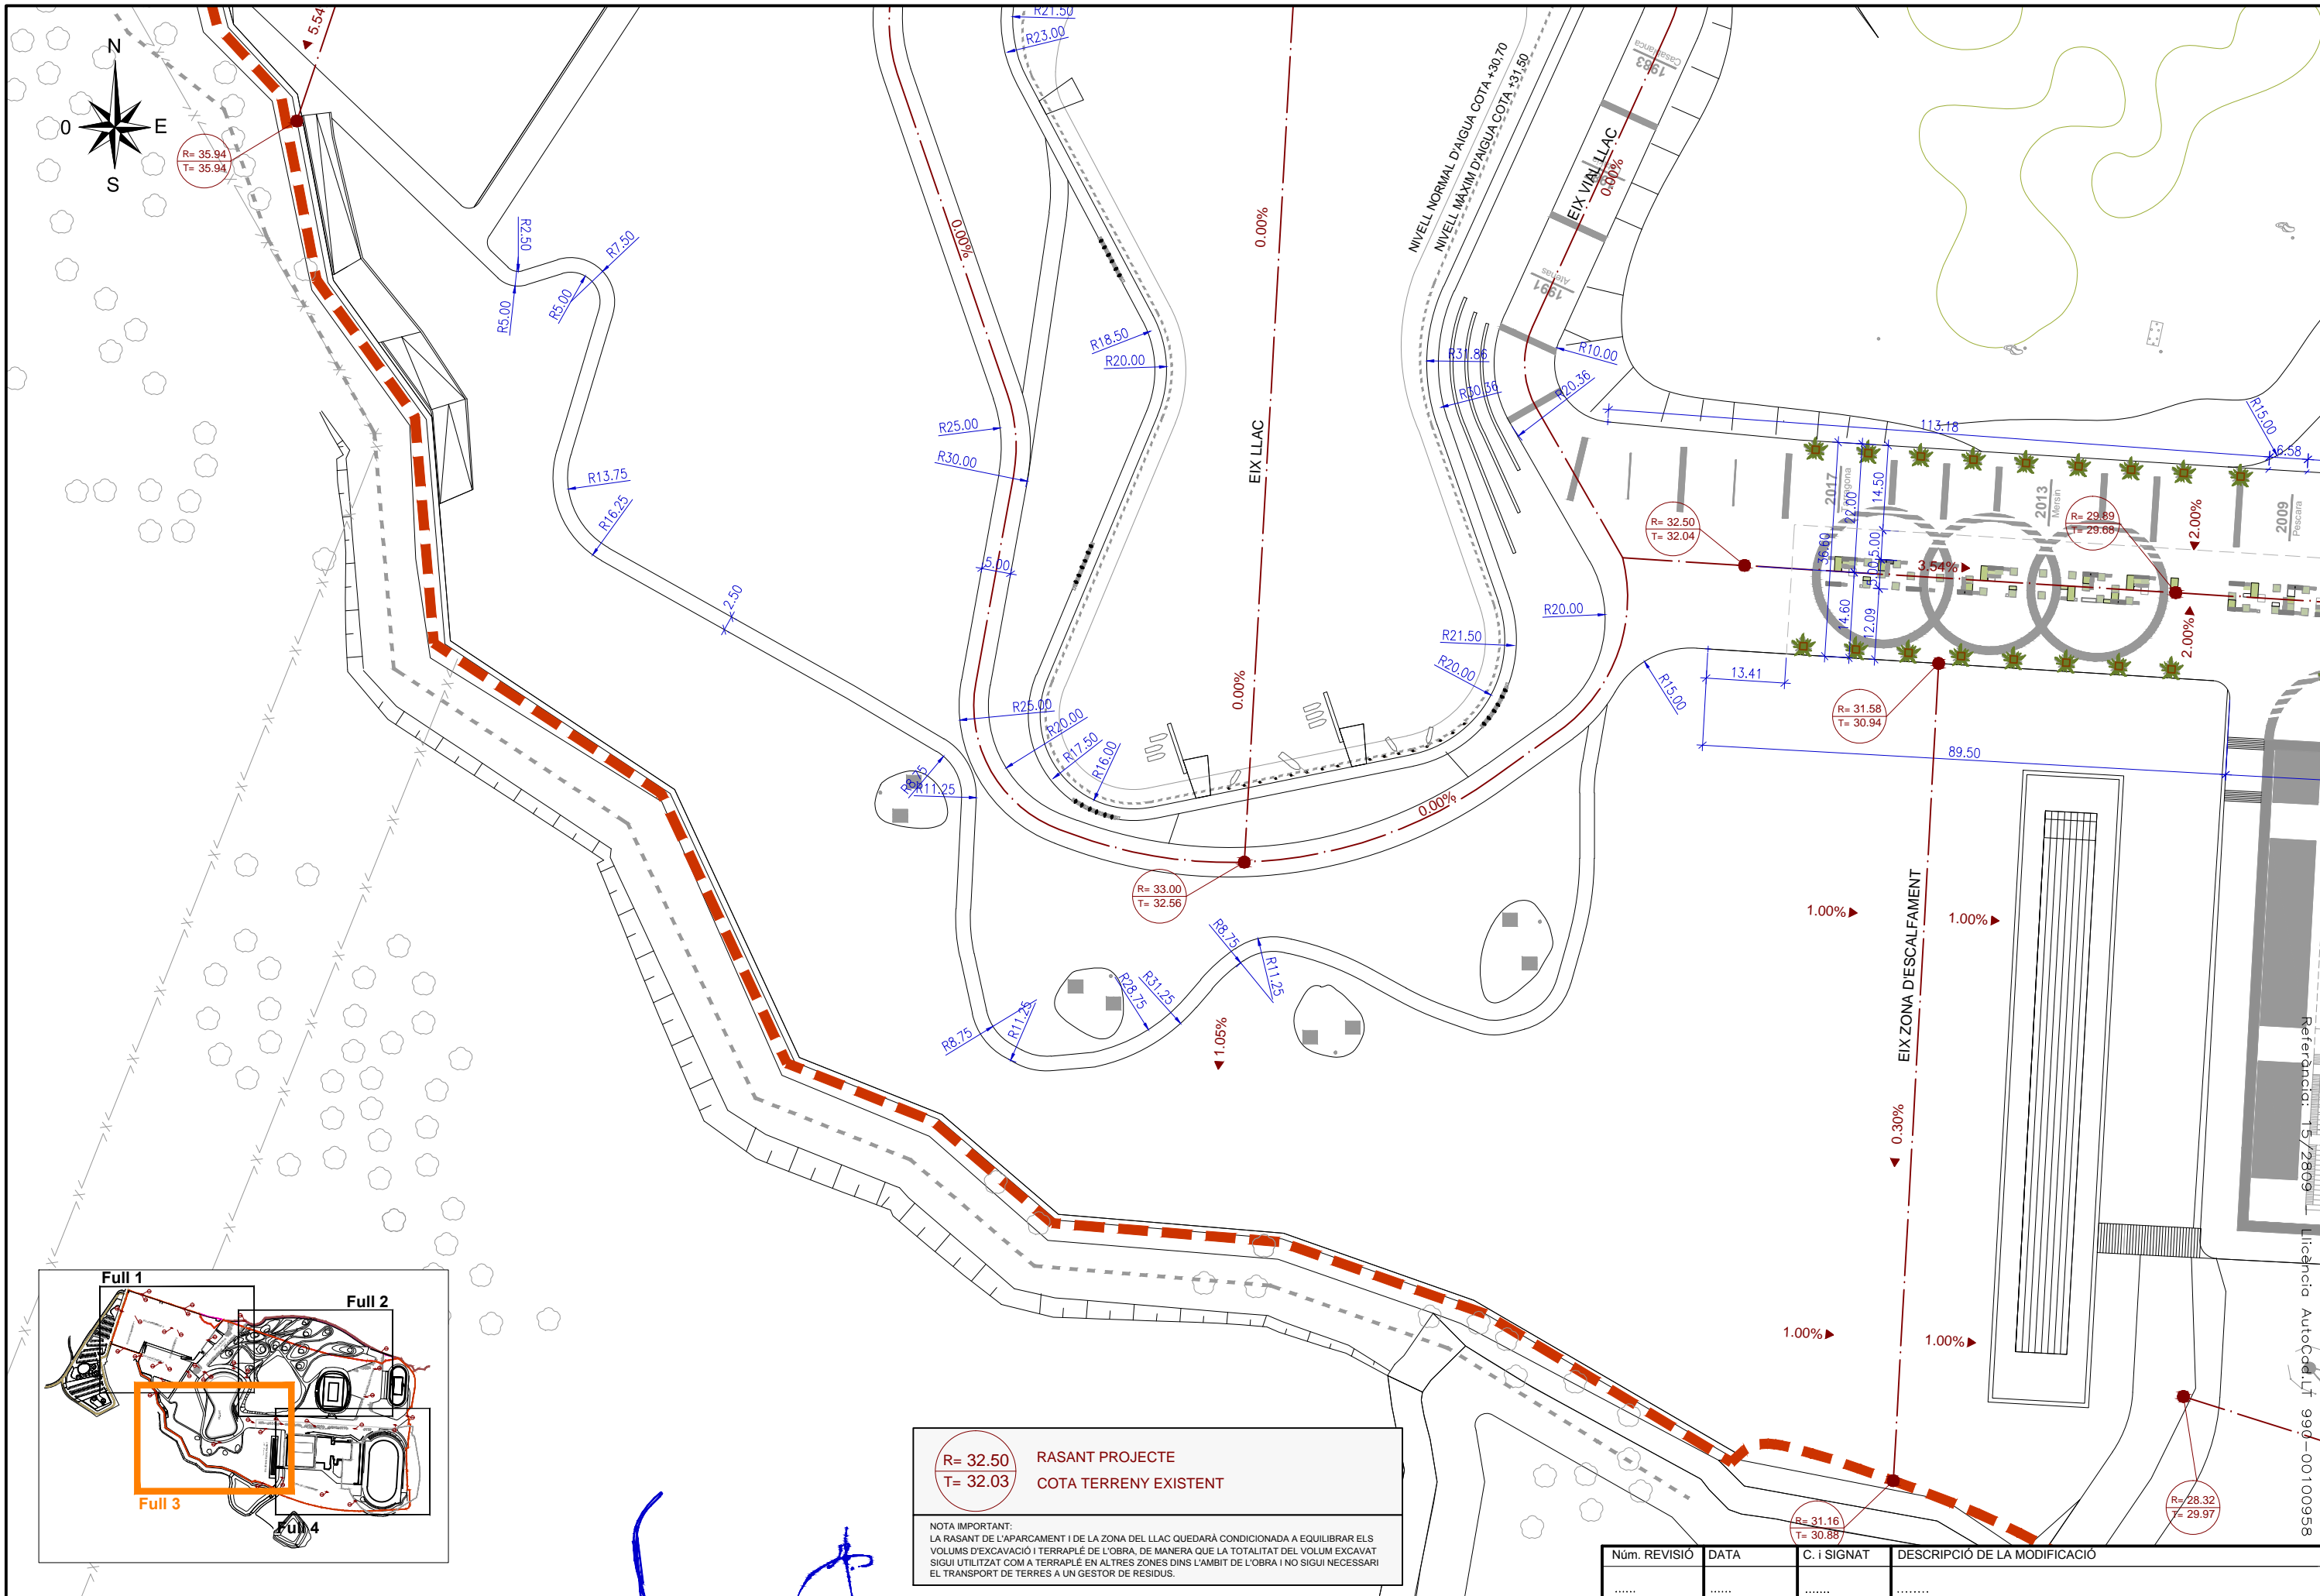 R21.50
R23.00
5.54
N
O
E
S
R= 35.94
T= 35.94
R2.50
R7.50
R5.00
R5.00
0.00%
0.00%
NIVELL NORMAL D'AIGUA COTA +30,70
NIVELL MÀXIM D'AIGUA COTA +31,50
1983
Casablanca
EIX VIAL LLAC
0.00%
1991
Atenas
R18.50
R20.00
R31.86
R30.36
R10.00
R20.36
R25.00
R30.00
EIX LLAC
R13.75
R16.25
113.18
R15.00
6.58
2017
Tarragona
22.00
14.50
2013
Mersin
2.00%
2009
Pescara
R= 32.50
T= 32.04
R= 29.89
T= 29.68
36.60
5.00
3.54%
5.00
2.50
14.60
12.09
2.00%
R20.00
R21.50
R20.00
0.00%
13.41
R15.00
R25.00
R20.00
R17.50
R16.00
R= 31.58
T= 30.94
89.50
R11.25
0.00%
R= 33.00
T= 32.56
1.00%
1.00%
EIX ZONA D'ESCALFAMENT
R8.75
R11.25
R31.25
R28.75
R8.75
R11.25
1.05%
0.30%
1.00%
1.00%
Referència: 15/2809 - Llicència AutoCad.LT 990-00100958
Full 1
Full 2
Full 3
Full 4
R= 32.50
T= 32.03
RASANT PROJECTE
COTA TERRENY EXISTENT
NOTA IMPORTANT:
LA RASANT DE L'APARCAMENT I DE LA ZONA DEL LLAC QUEDARÀ CONDICIONADA A EQUILIBRAR ELS
VOLUMS D'EXCAVACIÓ I TERRAPLÉ DE L'OBRA, DE MANERA QUE LA TOTALITAT DEL VOLUM EXCAVAT
SIGUI UTILITZAT COM A TERRAPLÉ EN ALTRES ZONES DINS L'AMBIT DE L'OBRA I NO SIGUI NECESSARI
EL TRANSPORT DE TERRES A UN GESTOR DE RESIDUS.
R= 31.16
T= 30.88
R= 28.32
T= 29.97
Núm. REVISIÓ DATA C. i SIGNAT DESCRIPCIÓ DE LA MODIFICACIÓ
...... ...... ....... ........